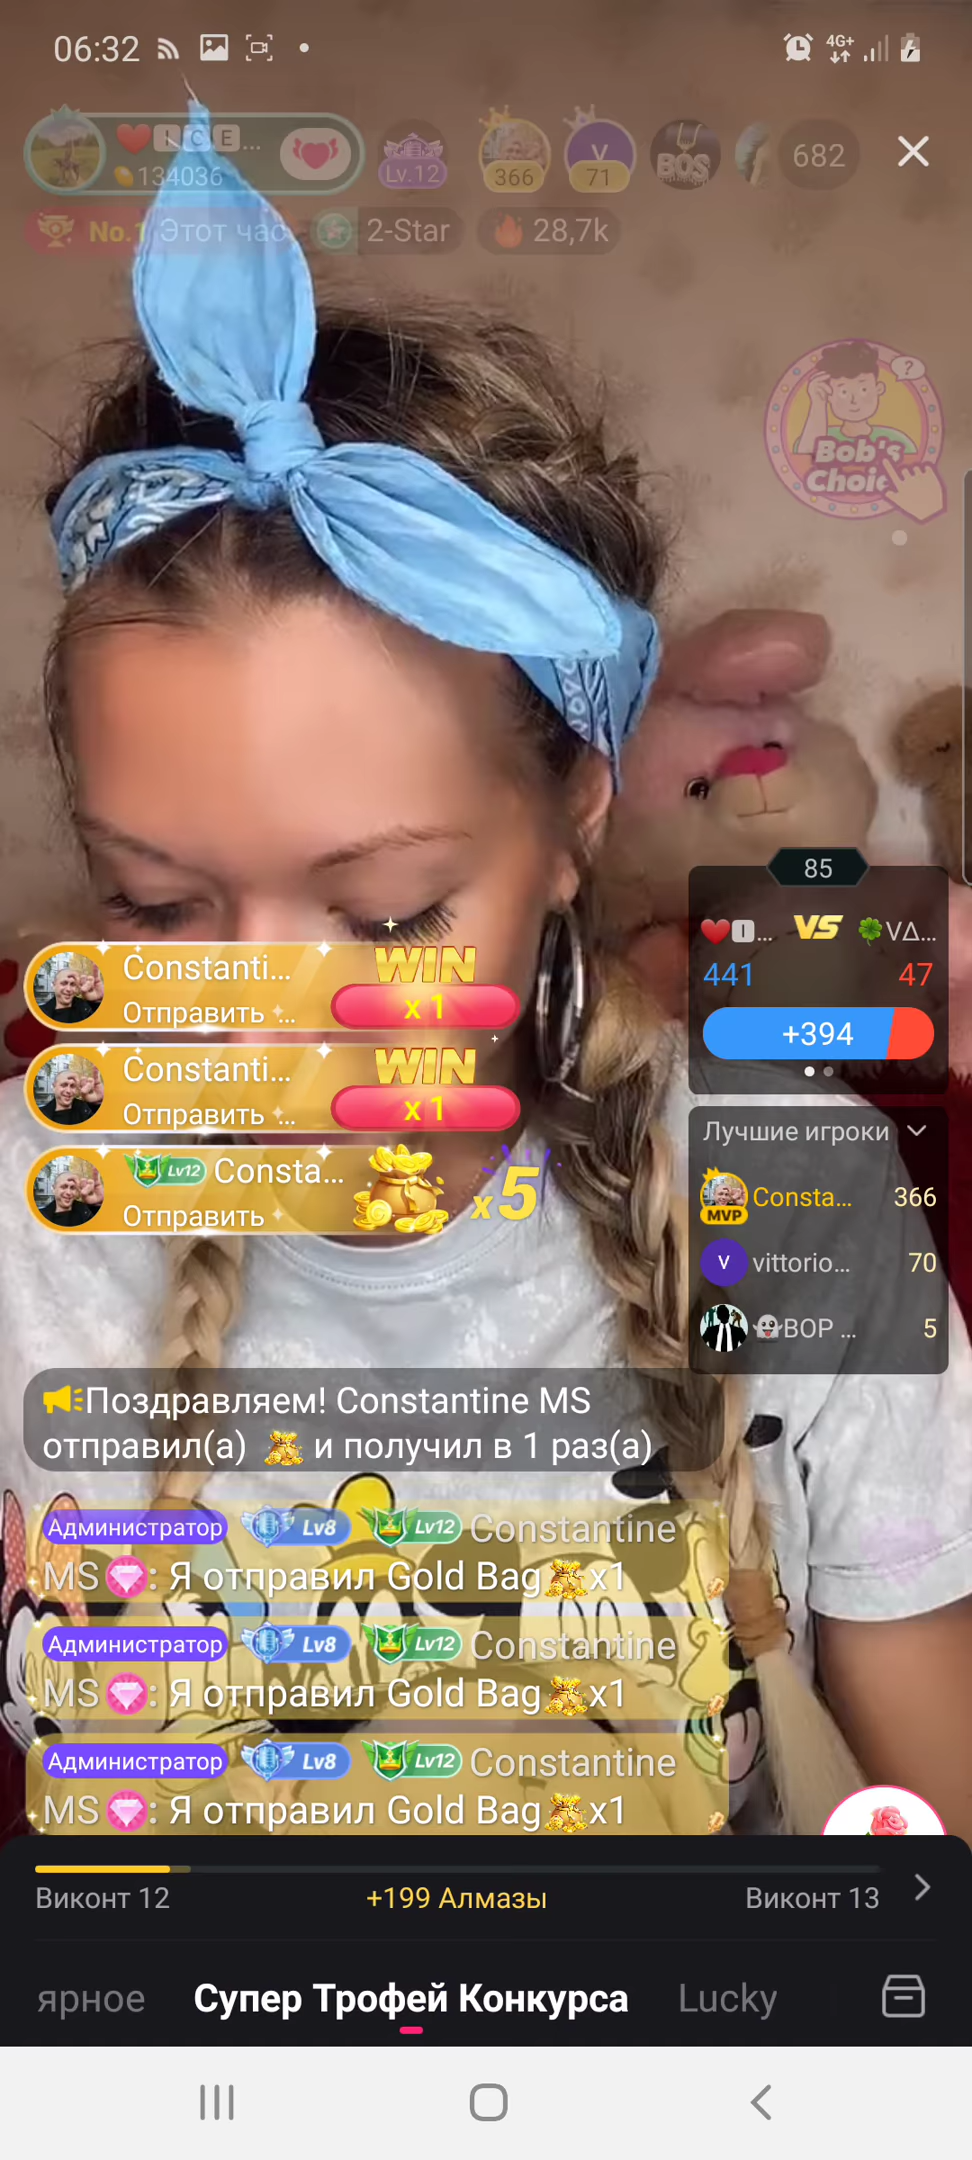 06:32
4G+
I C E ...
134036
Lv.12
366
V
71
BOS
682
No.1 Этот час
2-Star
28,7k
Bob's
Choic
85
I ... VS V∆...
441 47
+394
Constanti...
Отправить ...
WIN
x 1
Constanti...
Отправить ...
WIN
x 1
Lv12 Consta...
Отправить
x5
Лучшие игроки
MVP Consta... 366
V vittorio... 70
BOP ... 5
Поздравляем! Constantine MS
отправил(а) и получил в 1 раз(а)
Администратор Lv8 Lv12 Constantine
MS : Я отправил Gold Bag x1
Администратор Lv8 Lv12 Constantine
MS : Я отправил Gold Bag x1
Администратор Lv8 Lv12 Constantine
MS : Я отправил Gold Bag x1
Виконт 12 +199 Алмазы Виконт 13
ярное Супер Трофей Конкурса Lucky